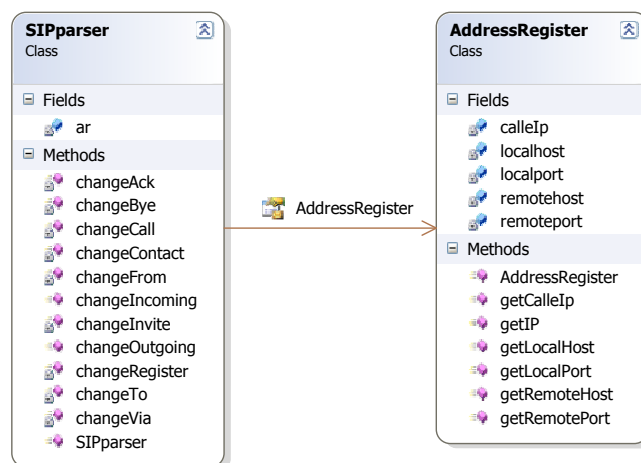 SIPparser
Class
Fields
ar
Methods
changeAck
changeBye
changeCall
changeContact
changeFrom
changeIncoming
changeInvite
changeOutgoing
changeRegister
changeTo
changeVia
SIPparser
AddressRegister
AddressRegister
Class
Fields
calleIp
localhost
localport
remotehost
remoteport
Methods
AddressRegister
getCalleIp
getIP
getLocalHost
getLocalPort
getRemoteHost
getRemotePort